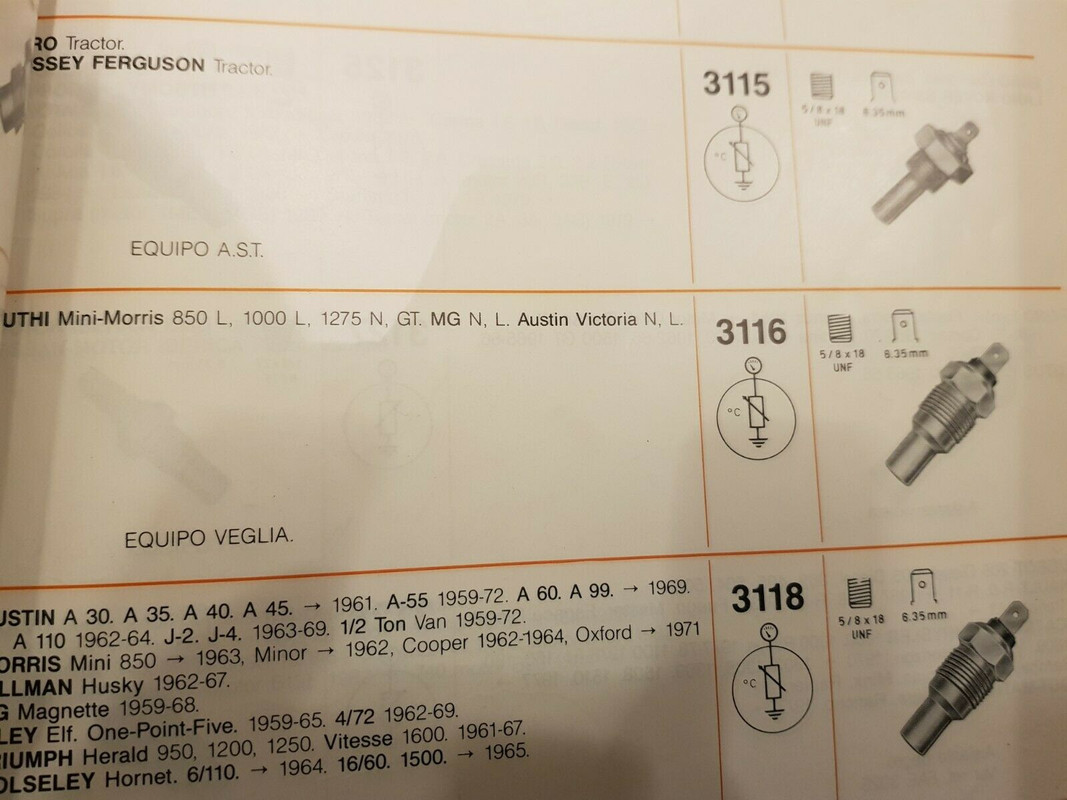 RO Tractor.
SSEY FERGUSON Tractor.
3115
5/8 x 18
UNF
6.35mm
°C
EQUIPO A.S.T.
UTHI Mini-Morris 850 L, 1000 L, 1275 N, GT. MG N, L. Austin Victoria N, L.
3116
5/8 x 18
UNF
6.35mm
°C
EQUIPO VEGLIA.
USTIN A 30. A 35. A 40. A 45. → 1961. A-55 1959-72. A 60. A 99. → 1969.
A 110 1962-64. J-2. J-4. 1963-69. 1/2 Ton Van 1959-72.
ORRIS Mini 850 → 1963, Minor → 1962, Cooper 1962-1964, Oxford → 1971
LLMAN Husky 1962-67.
G Magnette 1959-68.
LEY Elf. One-Point-Five. 1959-65. 4/72 1962-69.
RIUMPH Herald 950, 1200, 1250. Vitesse 1600. 1961-67.
OLSELEY Hornet. 6/110. → 1964. 16/60. 1500. → 1965.
3118
5/8 x 18
UNF
6.35mm
°C